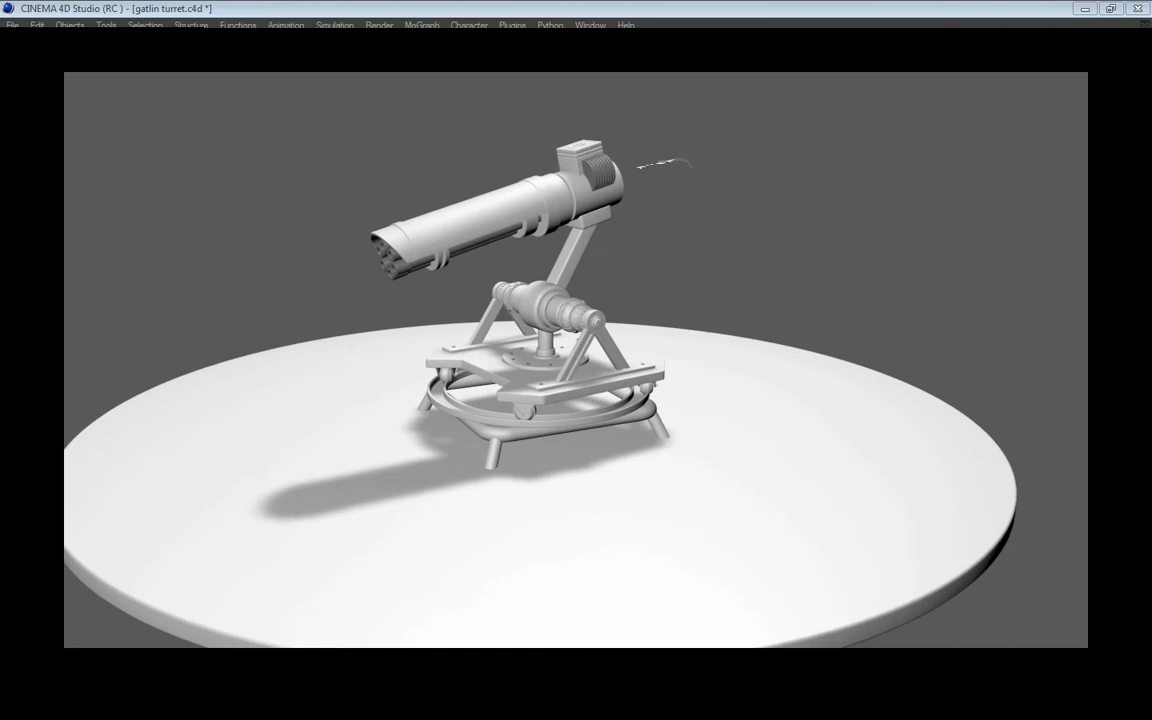 CINEMA 4D Studio (RC ) - [gatlin turret.c4d *]
File Edit Objects Tools Selection Structure Functions Animation Simulation Render MoGraph Character Plugins Python Window Help